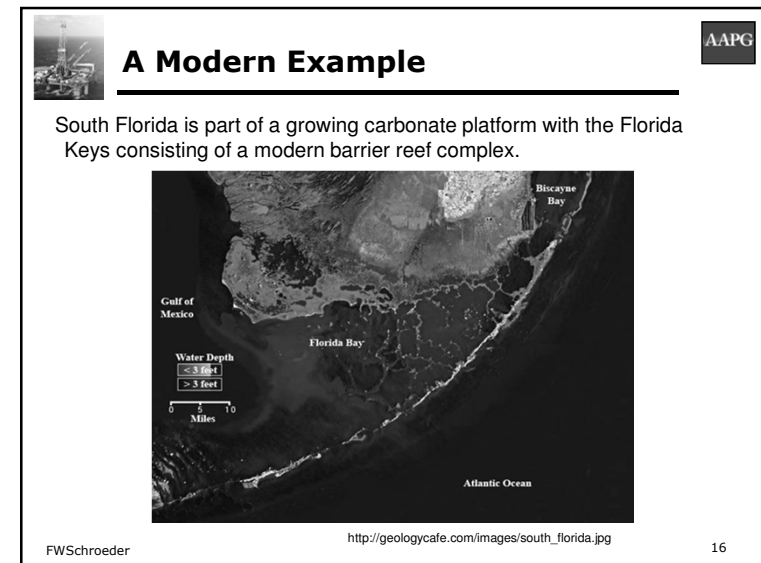 AAPG
A Modern Example
South Florida is part of a growing carbonate platform with the Florida
Keys consisting of a modern barrier reef complex.
Biscayne
Bay
Gulf of
Mexico
Florida Bay
Water Depth
< 3 feet
> 3 feet
0 5 10
Miles
Atlantic Ocean
http://geologycafe.com/images/south_florida.jpg
FWSchroeder
16